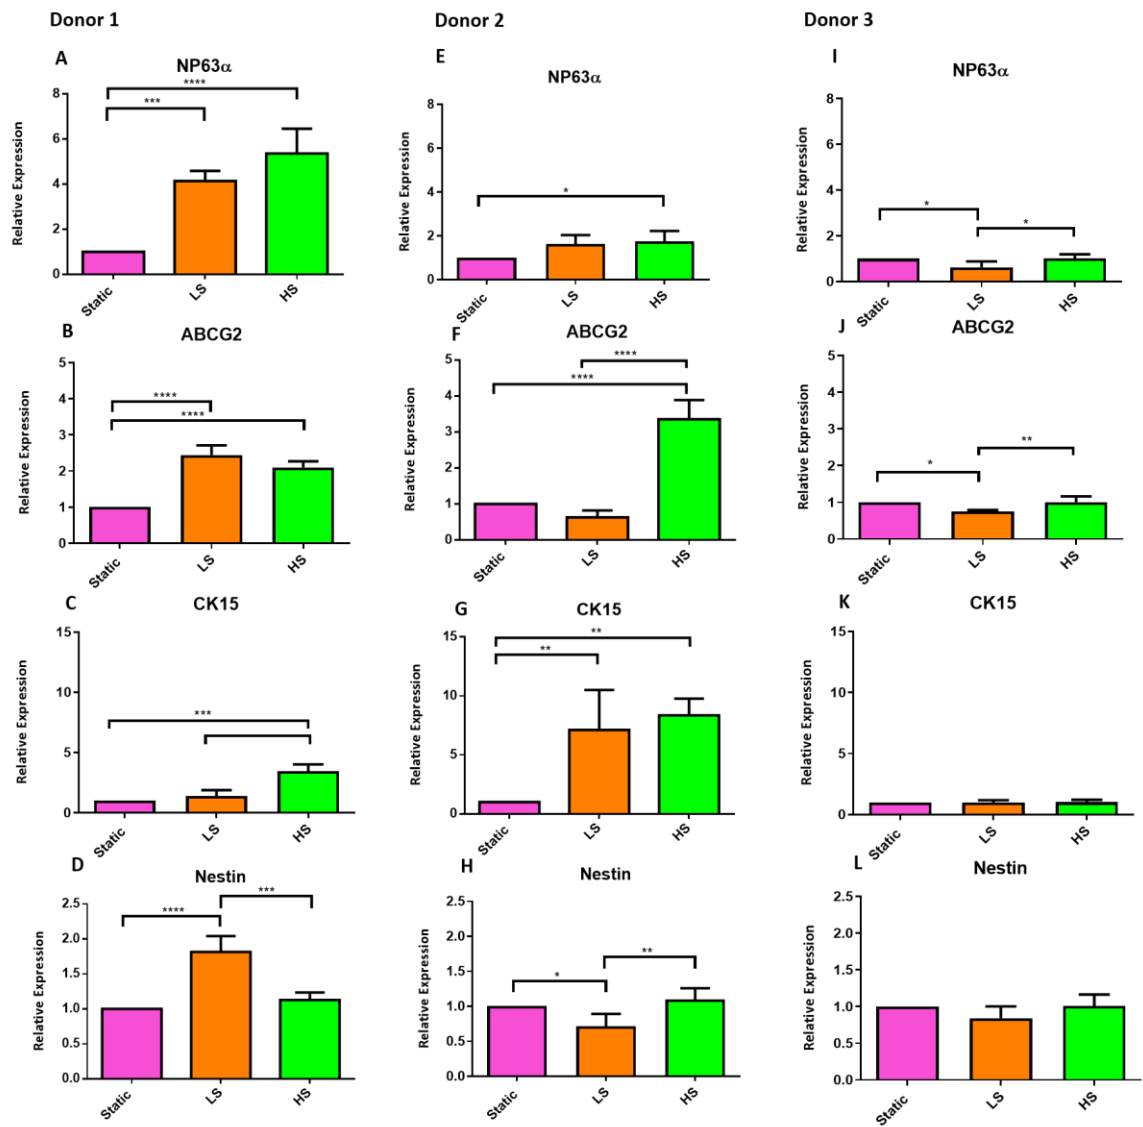 Donor 1
Donor 2
Donor 3
A
NP63α
Relative Expression
8
6
4
2
0
****
***
Static
LS
HS
E
NP63α
Relative Expression
8
6
4
2
0
*
Static
LS
HS
I
NP63α
Relative Expression
8
6
4
2
0
*
*
Static
LS
HS
B
ABCG2
Relative Expression
5
4
3
2
1
0
****
****
Static
LS
HS
F
ABCG2
Relative Expression
5
4
3
2
1
0
****
****
Static
LS
HS
J
ABCG2
Relative Expression
5
4
3
2
1
0
*
**
Static
LS
HS
C
CK15
Relative Expression
15
10
5
0
***
Static
LS
HS
G
CK15
Relative Expression
15
10
5
0
**
**
Static
LS
HS
K
CK15
Relative Expression
15
10
5
0
Static
LS
HS
D
Nestin
Relative Expression
2.5
2.0
1.5
1.0
0.5
0.0
****
***
Static
LS
HS
H
Nestin
Relative Expression
2.5
2.0
1.5
1.0
0.5
0.0
*
**
Static
LS
HS
L
Nestin
Relative Expression
2.5
2.0
1.5
1.0
0.5
0.0
Static
LS
HS